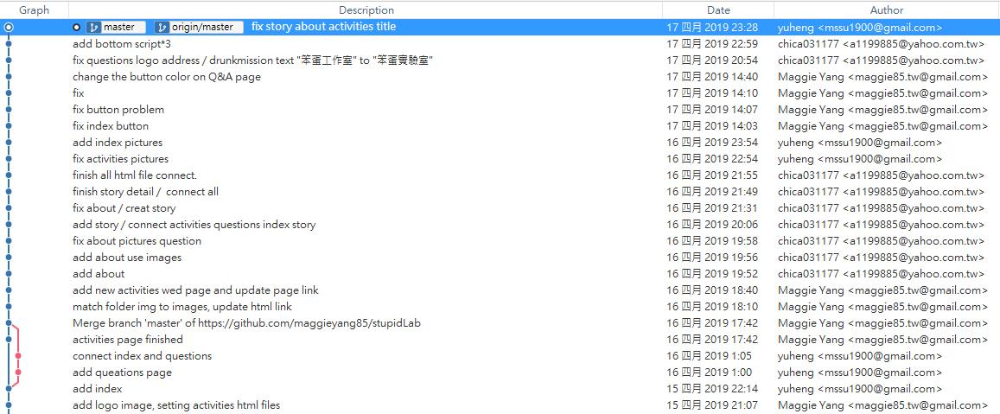 Graph Description Date Author
master origin/master fix story about activities title 17 四月 2019 23:28 yuheng <mssu1900@gmail.com>
add bottom script*3 17 四月 2019 22:59 chica031177 <a1199885@yahoo.com.tw>
fix questions logo address / drunkmission text "笨蛋工作室" to "笨蛋實驗室" 17 四月 2019 20:54 chica031177 <a1199885@yahoo.com.tw>
change the button color on Q&A page 17 四月 2019 14:40 Maggie Yang <maggie85.tw@gmail.com>
fix 17 四月 2019 14:10 Maggie Yang <maggie85.tw@gmail.com>
fix button problem 17 四月 2019 14:07 Maggie Yang <maggie85.tw@gmail.com>
fix index button 17 四月 2019 14:03 Maggie Yang <maggie85.tw@gmail.com>
add index pictures 16 四月 2019 23:54 yuheng <mssu1900@gmail.com>
fix activities pictures 16 四月 2019 22:54 yuheng <mssu1900@gmail.com>
finish all html file connect. 16 四月 2019 21:55 chica031177 <a1199885@yahoo.com.tw>
finish story detail / connect all 16 四月 2019 21:49 chica031177 <a1199885@yahoo.com.tw>
fix about / creat story 16 四月 2019 21:31 chica031177 <a1199885@yahoo.com.tw>
add story / connect activities questions index story 16 四月 2019 20:06 chica031177 <a1199885@yahoo.com.tw>
fix about pictures question 16 四月 2019 19:58 chica031177 <a1199885@yahoo.com.tw>
add about use images 16 四月 2019 19:56 chica031177 <a1199885@yahoo.com.tw>
add about 16 四月 2019 19:52 chica031177 <a1199885@yahoo.com.tw>
add new activities wed page and update page link 16 四月 2019 18:40 Maggie Yang <maggie85.tw@gmail.com>
match folder img to images, update html link 16 四月 2019 18:10 Maggie Yang <maggie85.tw@gmail.com>
Merge branch 'master' of https://github.com/maggieyang85/stupidLab 16 四月 2019 17:42 Maggie Yang <maggie85.tw@gmail.com>
activities page finished 16 四月 2019 17:42 Maggie Yang <maggie85.tw@gmail.com>
connect index and questions 16 四月 2019 1:05 yuheng <mssu1900@gmail.com>
add queations page 16 四月 2019 1:00 yuheng <mssu1900@gmail.com>
add index 15 四月 2019 22:14 yuheng <mssu1900@gmail.com>
add logo image, setting activities html files 15 四月 2019 21:07 Maggie Yang <maggie85.tw@gmail.com>